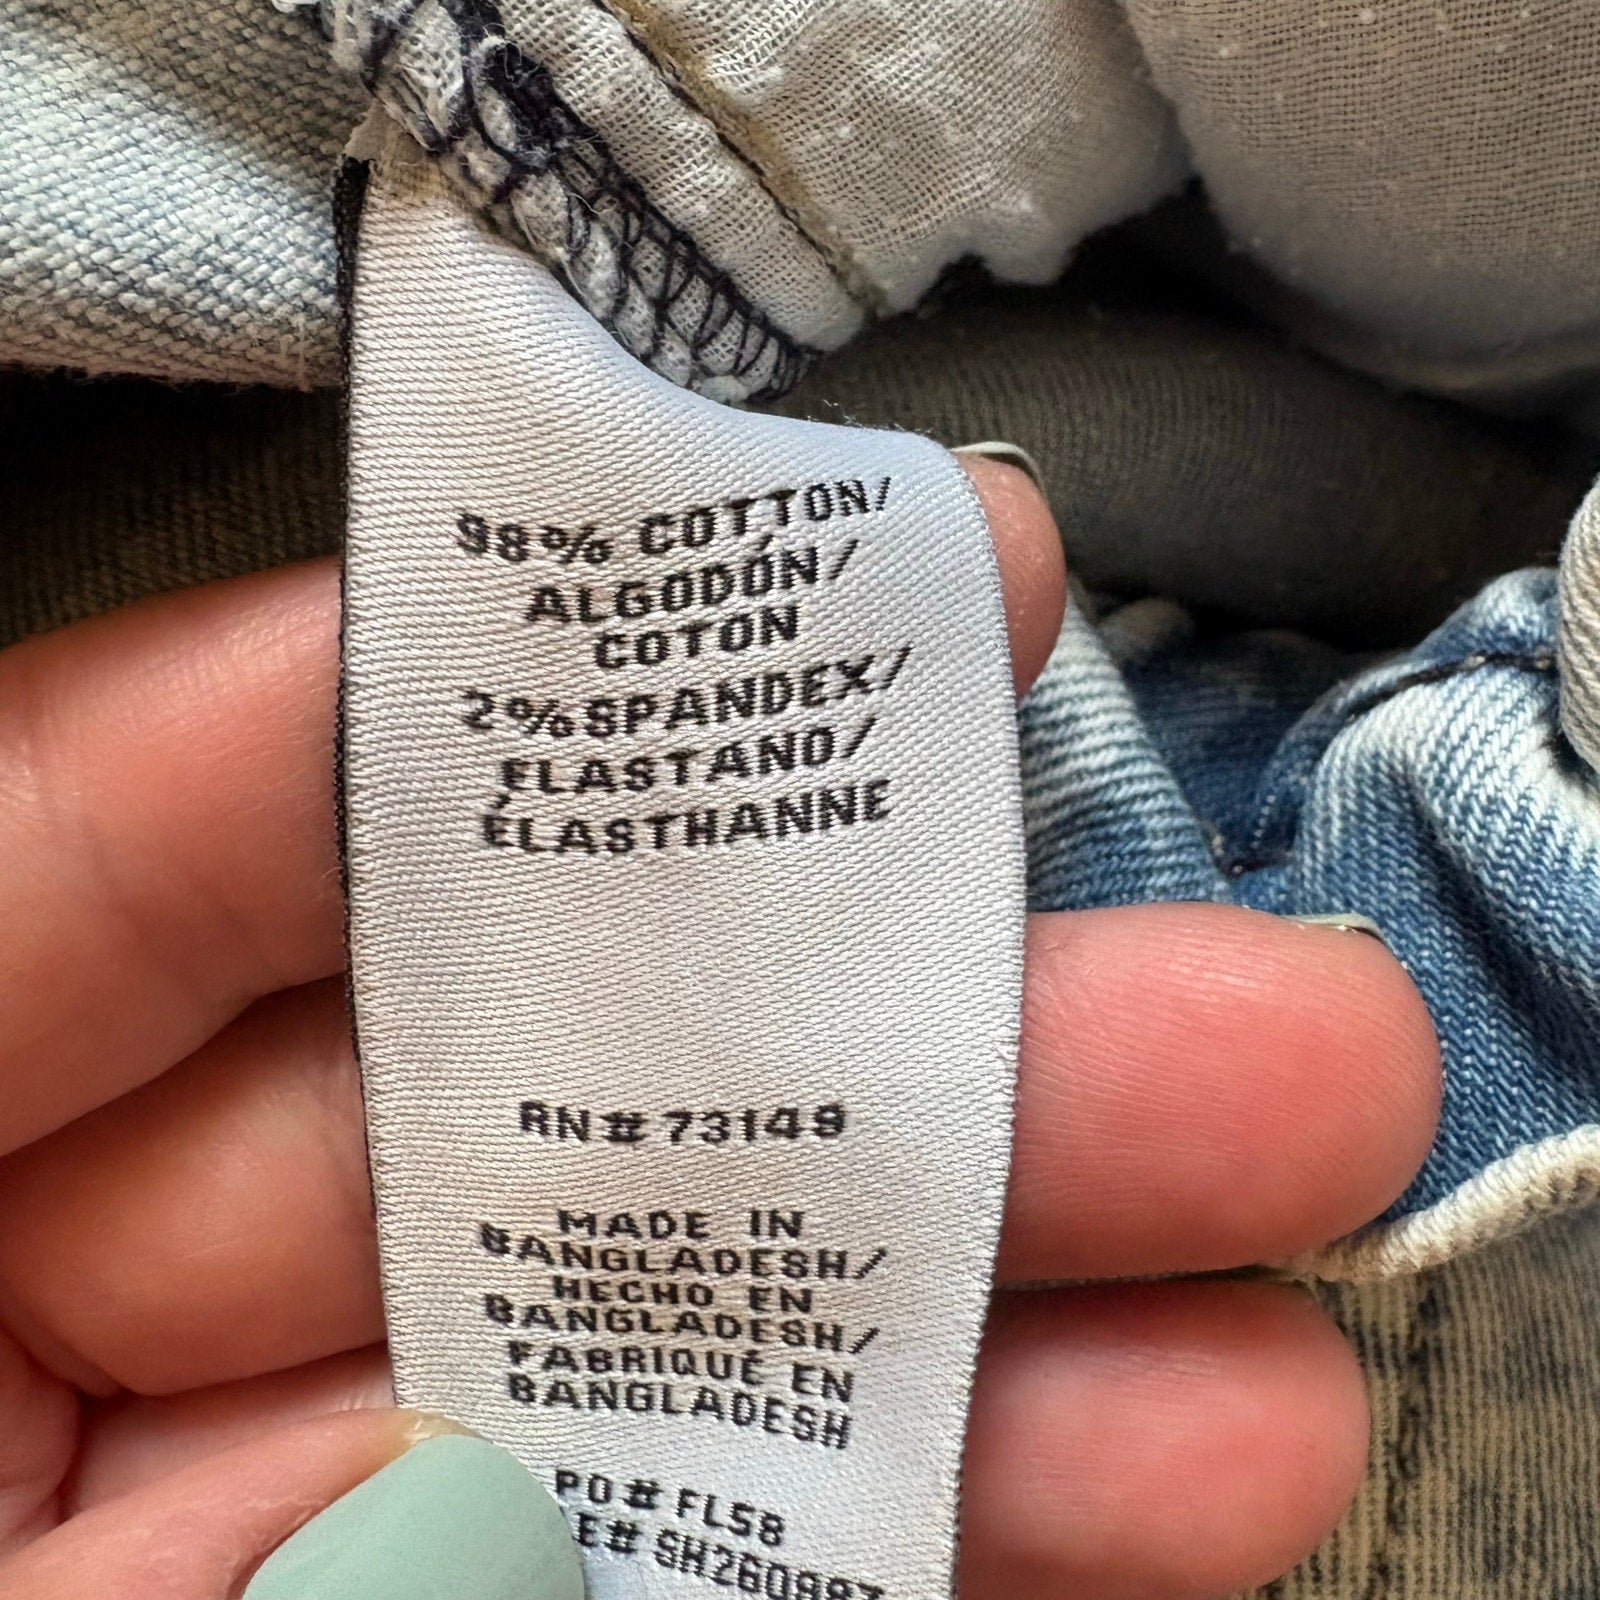 98% COTTON/
ALGODÓN/
COTON
2% SPANDEX/
ELASTANO/
ÉLASTHANNE
RN# 73149
MADE IN
BANGLADESH/
HECHO EN
BANGLADESH/
FABRIQUÉ EN
BANGLADESH
PO# FL58